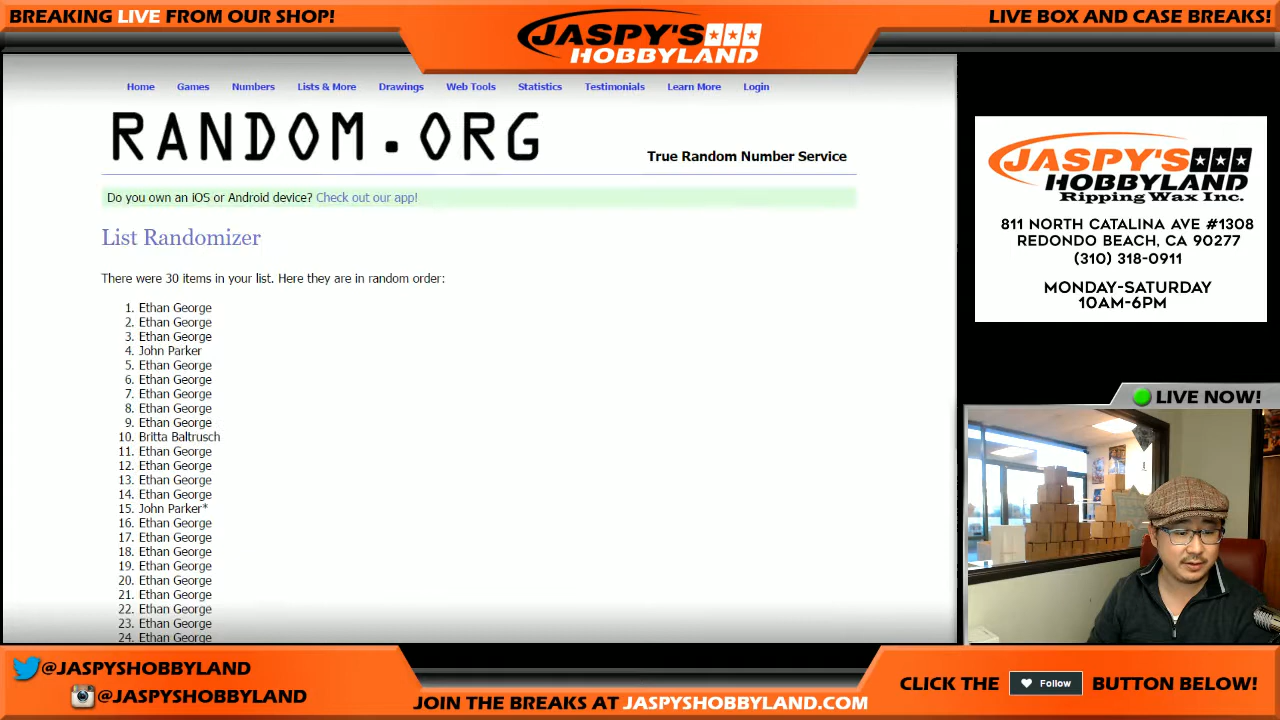 BREAKING LIVE FROM OUR SHOP!
JASPY'S
HOBBYLAND
LIVE BOX AND CASE BREAKS!
Home Games Numbers Lists & More Drawings Web Tools Statistics Testimonials Learn More Login
RANDOM.ORG
True Random Number Service
Do you own an iOS or Android device? Check out our app!
List Randomizer
There were 30 items in your list. Here they are in random order:
1. Ethan George
2. Ethan George
3. Ethan George
4. John Parker
5. Ethan George
6. Ethan George
7. Ethan George
8. Ethan George
9. Ethan George
10. Britta Baltrusch
11. Ethan George
12. Ethan George
13. Ethan George
14. Ethan George
15. John Parker*
16. Ethan George
17. Ethan George
18. Ethan George
19. Ethan George
20. Ethan George
21. Ethan George
22. Ethan George
23. Ethan George
24. Ethan George
JASPY'S
HOBBYLAND
Ripping Wax Inc.
811 NORTH CATALINA AVE #1308
REDONDO BEACH, CA 90277
(310) 318-0911
MONDAY-SATURDAY
10AM-6PM
LIVE NOW!
@JASPYSHOBBYLAND
@JASPYSHOBBYLAND
JOIN THE BREAKS AT JASPYSHOBBYLAND.COM
CLICK THE Follow BUTTON BELOW!